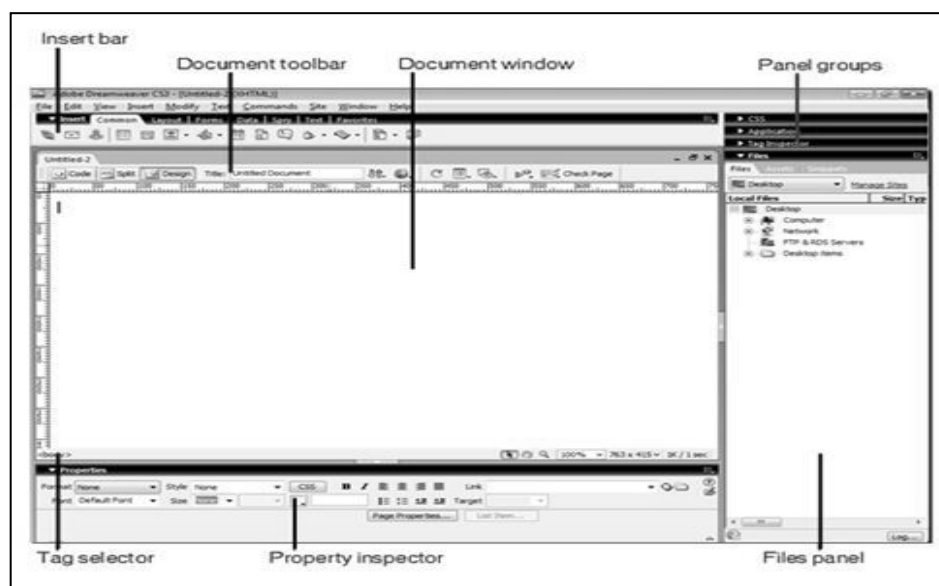 Insert bar
Document toolbar
Document window
Panel groups
Adobe Dreamweaver CS3 - [Untitled-2 (XHTML)]
File Edit View Insert Modify Text Commands Site Window Help
Insert Common Layout Forms Data Spry Text Favorites
CSS
Application
Tag Inspector
Files
Untitled-2
Code Split Design Title: Untitled Document Check Page
Files Assets Snippets
Desktop Manage Sites
Local Files Size Typ
Desktop
Computer
Network
FTP & RDS Servers
Desktop items
<body>
100% 763 x 415 1K / 1 sec
Properties
Format None Style None CSS B I Link
Font Default Font Size None Target
Page Properties... List Item...
Log...
Tag selector
Property inspector
Files panel